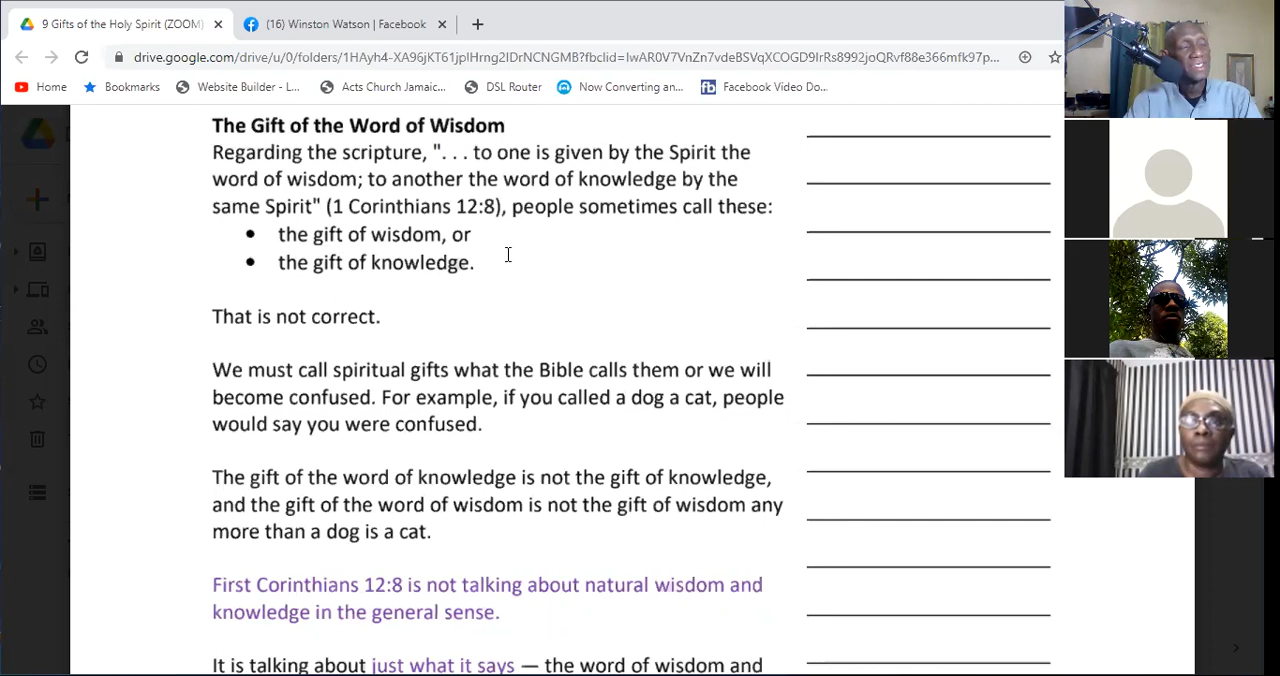 9 Gifts of the Holy Spirit (ZOOM)
(16) Winston Watson | Facebook
drive.google.com/drive/u/0/folders/1HAyh4-XA96jKT61jpIHrng2IDrNCNGMB?fbclid=IwAR0V7VnZn7vdeBSVqXCOGD9IrRs8992joQRvf88e366mfk97p...
Home
Bookmarks
Website Builder - L...
Acts Church Jamaic...
DSL Router
Now Converting an...
Facebook Video Do...
The Gift of the Word of Wisdom
Regarding the scripture, ". . . to one is given by the Spirit the
word of wisdom; to another the word of knowledge by the
same Spirit" (1 Corinthians 12:8), people sometimes call these:
• the gift of wisdom, or
• the gift of knowledge.
That is not correct.
We must call spiritual gifts what the Bible calls them or we will
become confused. For example, if you called a dog a cat, people
would say you were confused.
The gift of the word of knowledge is not the gift of knowledge,
and the gift of the word of wisdom is not the gift of wisdom any
more than a dog is a cat.
First Corinthians 12:8 is not talking about natural wisdom and
knowledge in the general sense.
It is talking about just what it says — the word of wisdom and